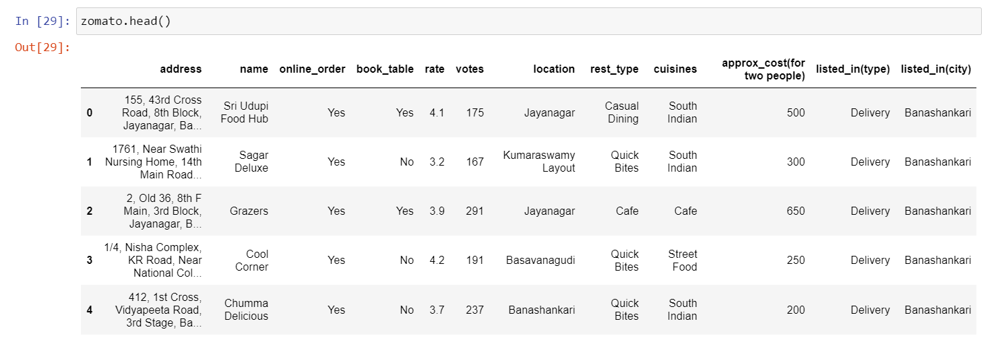 In [29]: zomato.head()
Out[29]:
address name online_order book_table rate votes location rest_type cuisines approx_cost(for two people) listed_in(type) listed_in(city)
0 155, 43rd Cross Road, 8th Block, Jayanagar, Ba... Sri Udupi Food Hub Yes Yes 4.1 175 Jayanagar Casual Dining South Indian 500 Delivery Banashankari
1 1761, Near Swathi Nursing Home, 14th Main Road... Sagar Deluxe Yes No 3.2 167 Kumaraswamy Layout Quick Bites South Indian 300 Delivery Banashankari
2 2, Old 36, 8th F Main, 3rd Block, Jayanagar, B... Grazers Yes Yes 3.9 291 Jayanagar Cafe Cafe 650 Delivery Banashankari
3 1/4, Nisha Complex, KR Road, Near National Col... Cool Corner Yes No 4.2 191 Basavanagudi Quick Bites Street Food 250 Delivery Banashankari
4 412, 1st Cross, Vidyapeeta Road, 3rd Stage, Ba... Chumma Delicious Yes No 3.7 237 Banashankari Quick Bites South Indian 200 Delivery Banashankari